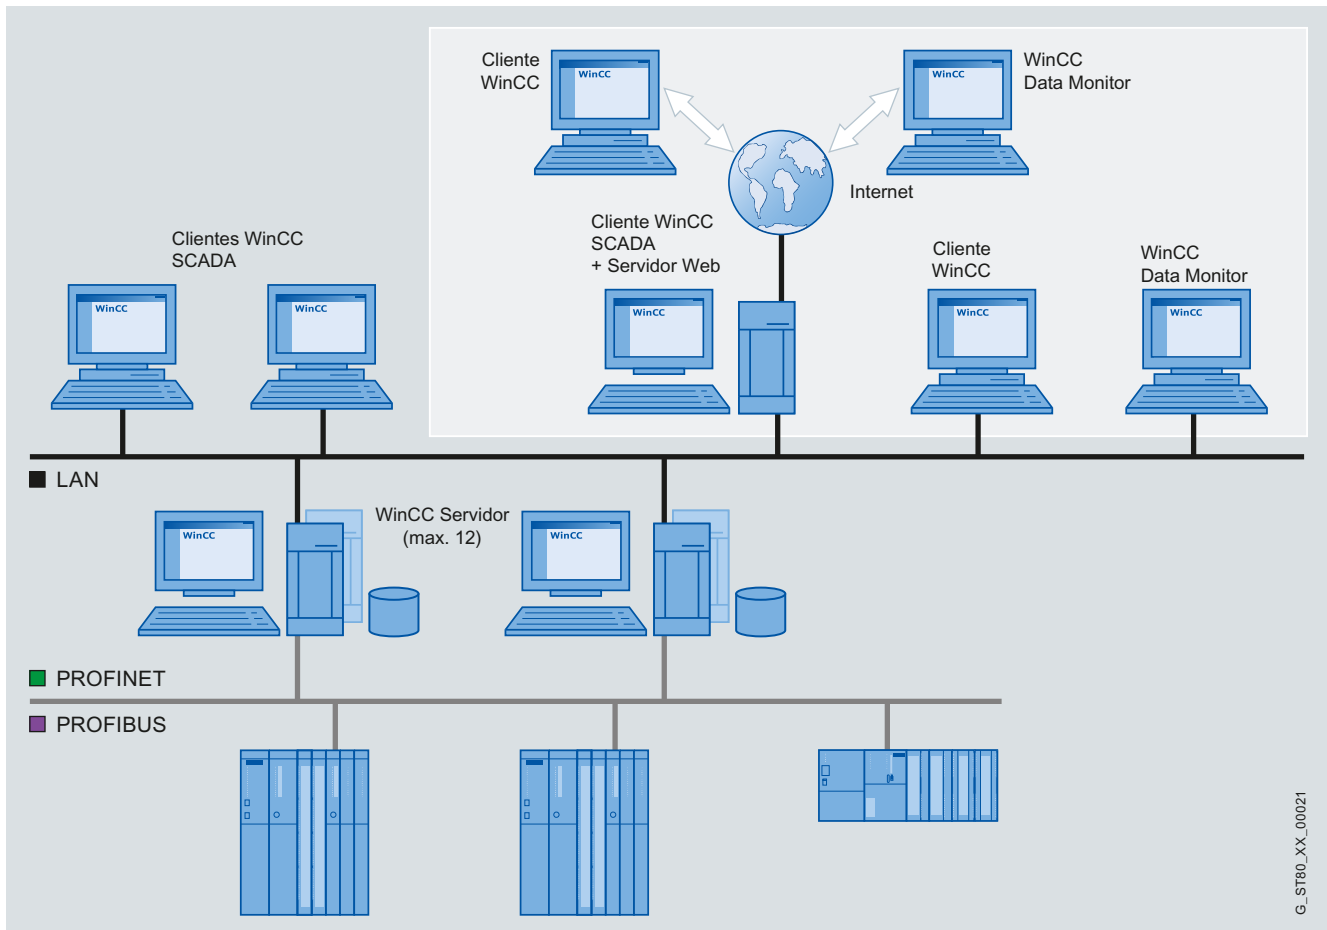 Cliente
WinCC
WinCC
WinCC
WinCC
Data Monitor
Internet
Clientes WinCC
SCADA
Cliente WinCC
SCADA
+ Servidor Web
Cliente
WinCC
WinCC
Data Monitor
WinCC
WinCC
WinCC
WinCC
WinCC
LAN
WinCC Servidor
(max. 12)
WinCC
WinCC
PROFINET
PROFIBUS
G_ST80_XX_00021